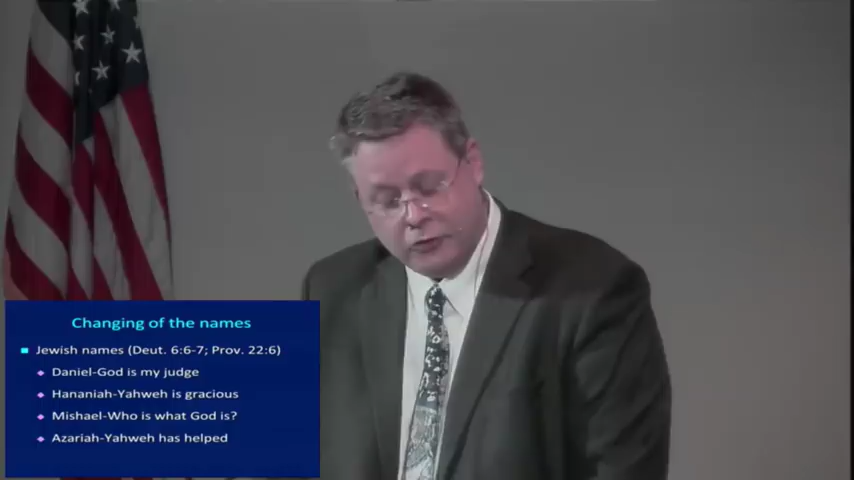 Changing of the names
Jewish names (Deut. 6:6-7; Prov. 22:6)
Daniel-God is my judge
Hananiah-Yahweh is gracious
Mishael-Who is what God is?
Azariah-Yahweh has helped